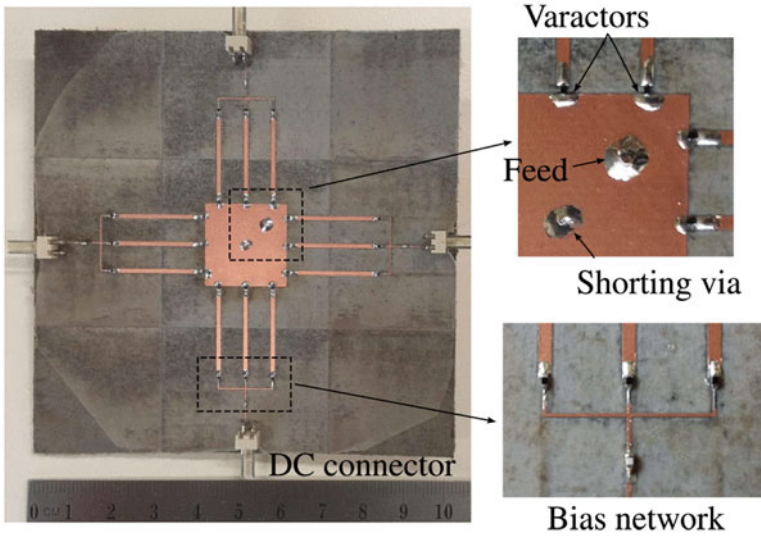 Varactors
Feed
Shorting via
DC connector
0 CM 1 2 3 4 5 6 7 8 9 10
Bias network